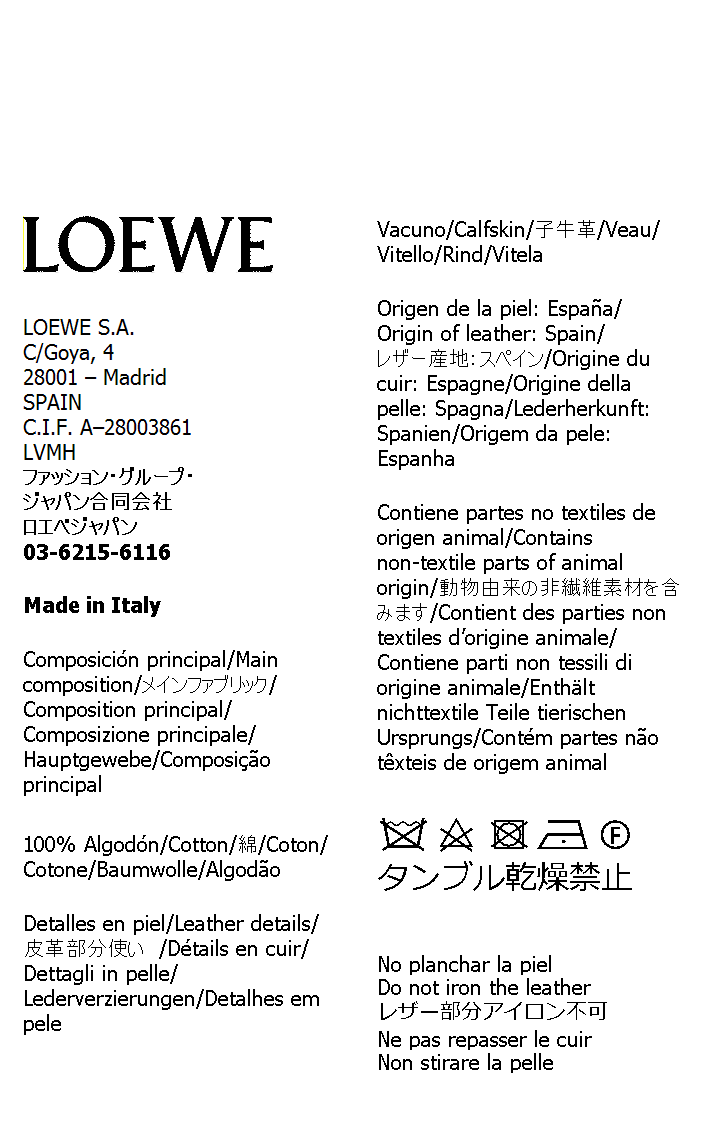 LOEWE
LOEWE S.A.
C/Goya, 4
28001 – Madrid
SPAIN
C.I.F. A–28003861
LVMH
ファッション・グループ・
ジャパン合同会社
ロエベジャパン
03-6215-6116
Made in Italy
Composición principal/Main
composition/メインファブリック/
Composition principal/
Composizione principale/
Hauptgewebe/Composição
principal
100% Algodón/Cotton/綿/Coton/
Cotone/Baumwolle/Algodão
Detalles en piel/Leather details/
皮革部分使い /Détails en cuir/
Dettagli in pelle/
Lederverzierungen/Detalhes em
pele
Vacuno/Calfskin/子牛革/Veau/
Vitello/Rind/Vitela
Origen de la piel: España/
Origin of leather: Spain/
レザー産地：スペイン/Origine du
cuir: Espagne/Origine della
pelle: Spagna/Lederherkunft:
Spanien/Origem da pele:
Espanha
Contiene partes no textiles de
origen animal/Contains
non-textile parts of animal
origin/動物由来の非繊維素材を含
みます/Contient des parties non
textiles d’origine animale/
Contiene parti non tessili di
origine animale/Enthält
nichttextile Teile tierischen
Ursprungs/Contém partes não
têxteis de origem animal
F
タンブル乾燥禁止
No planchar la piel
Do not iron the leather
レザー部分アイロン不可
Ne pas repasser le cuir
Non stirare la pelle